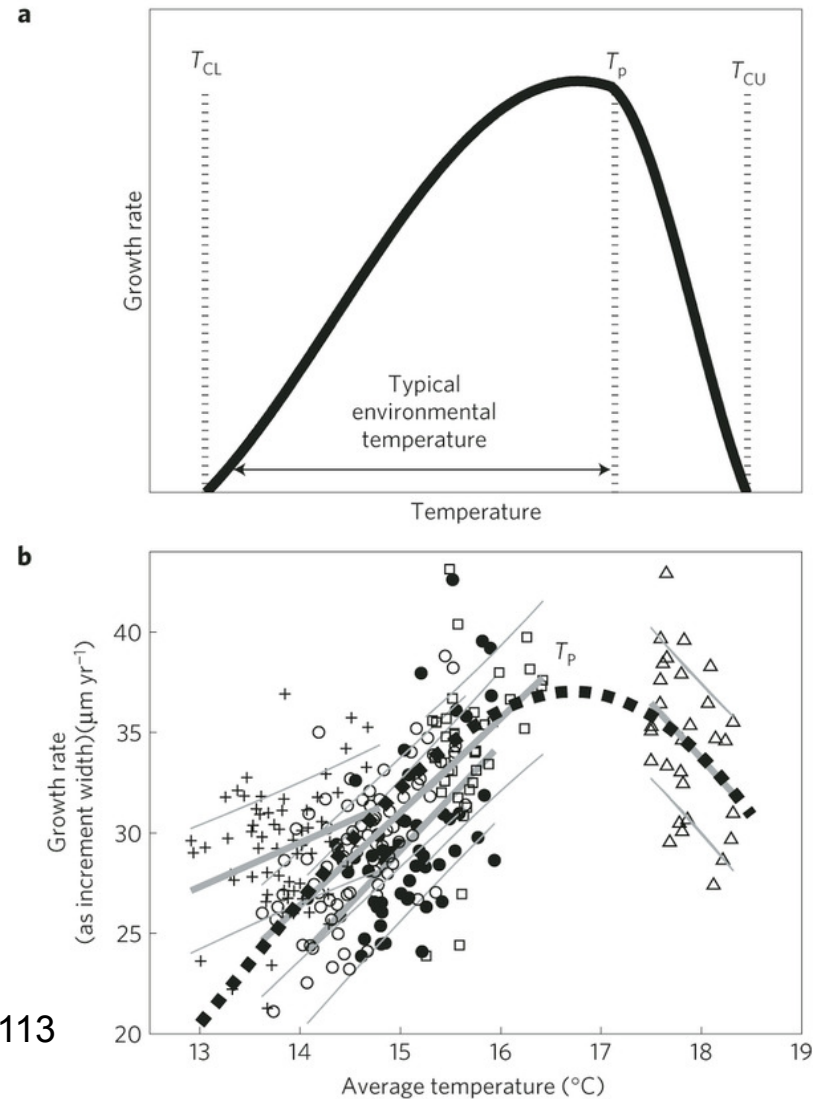 a
T_CL
T_p
T_CU
Growth rate
Typical
environmental
temperature
Temperature
b
T_P
Growth rate
(as increment width)(μm yr⁻¹)
40
35
30
25
20
13
14
15
16
17
18
19
Average temperature (°C)
113